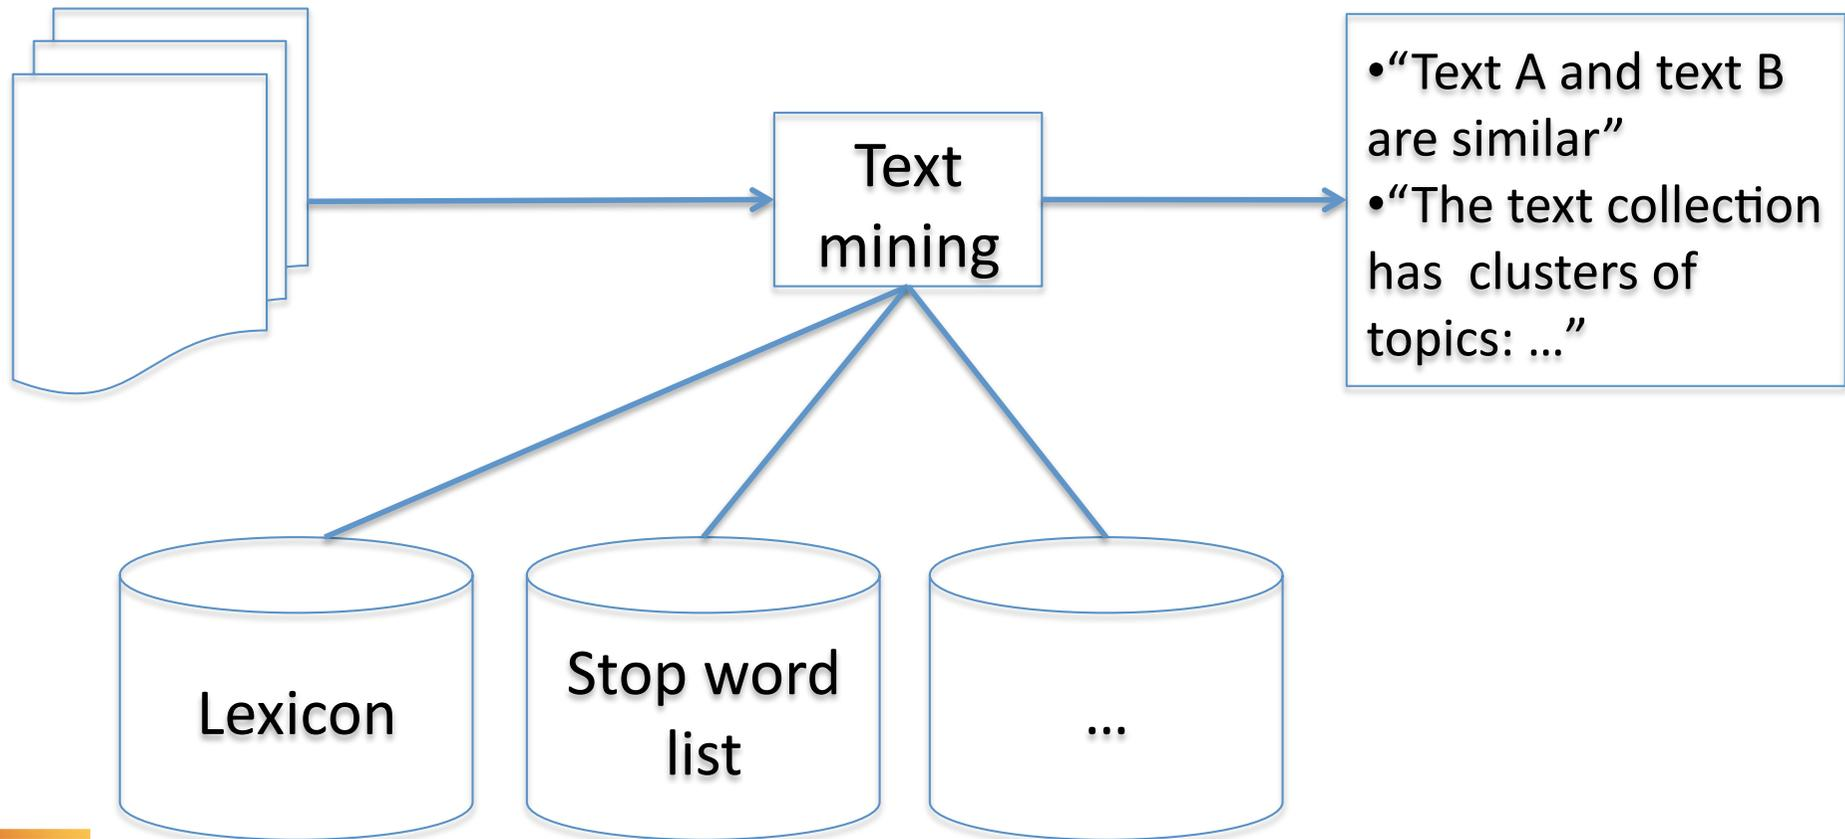 Text
mining
•“Text A and text B
are similar”
•“The text collection
has  clusters of
topics: ...”
Lexicon
Stop word
list
...